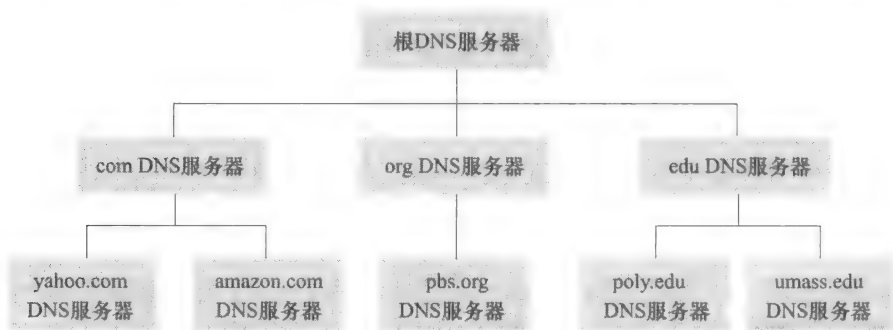 根DNS服务器
com DNS服务器
org DNS服务器
edu DNS服务器
yahoo.com
DNS服务器
amazon.com
DNS服务器
pbs.org
DNS服务器
poly.edu
DNS服务器
umass.edu
DNS服务器